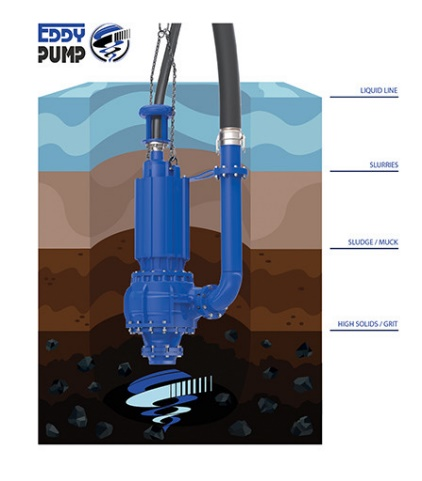 EDDY
PUMP
LIQUID LINE
SLURRIES
SLUDGE / MUCK
HIGH SOLIDS / GRIT